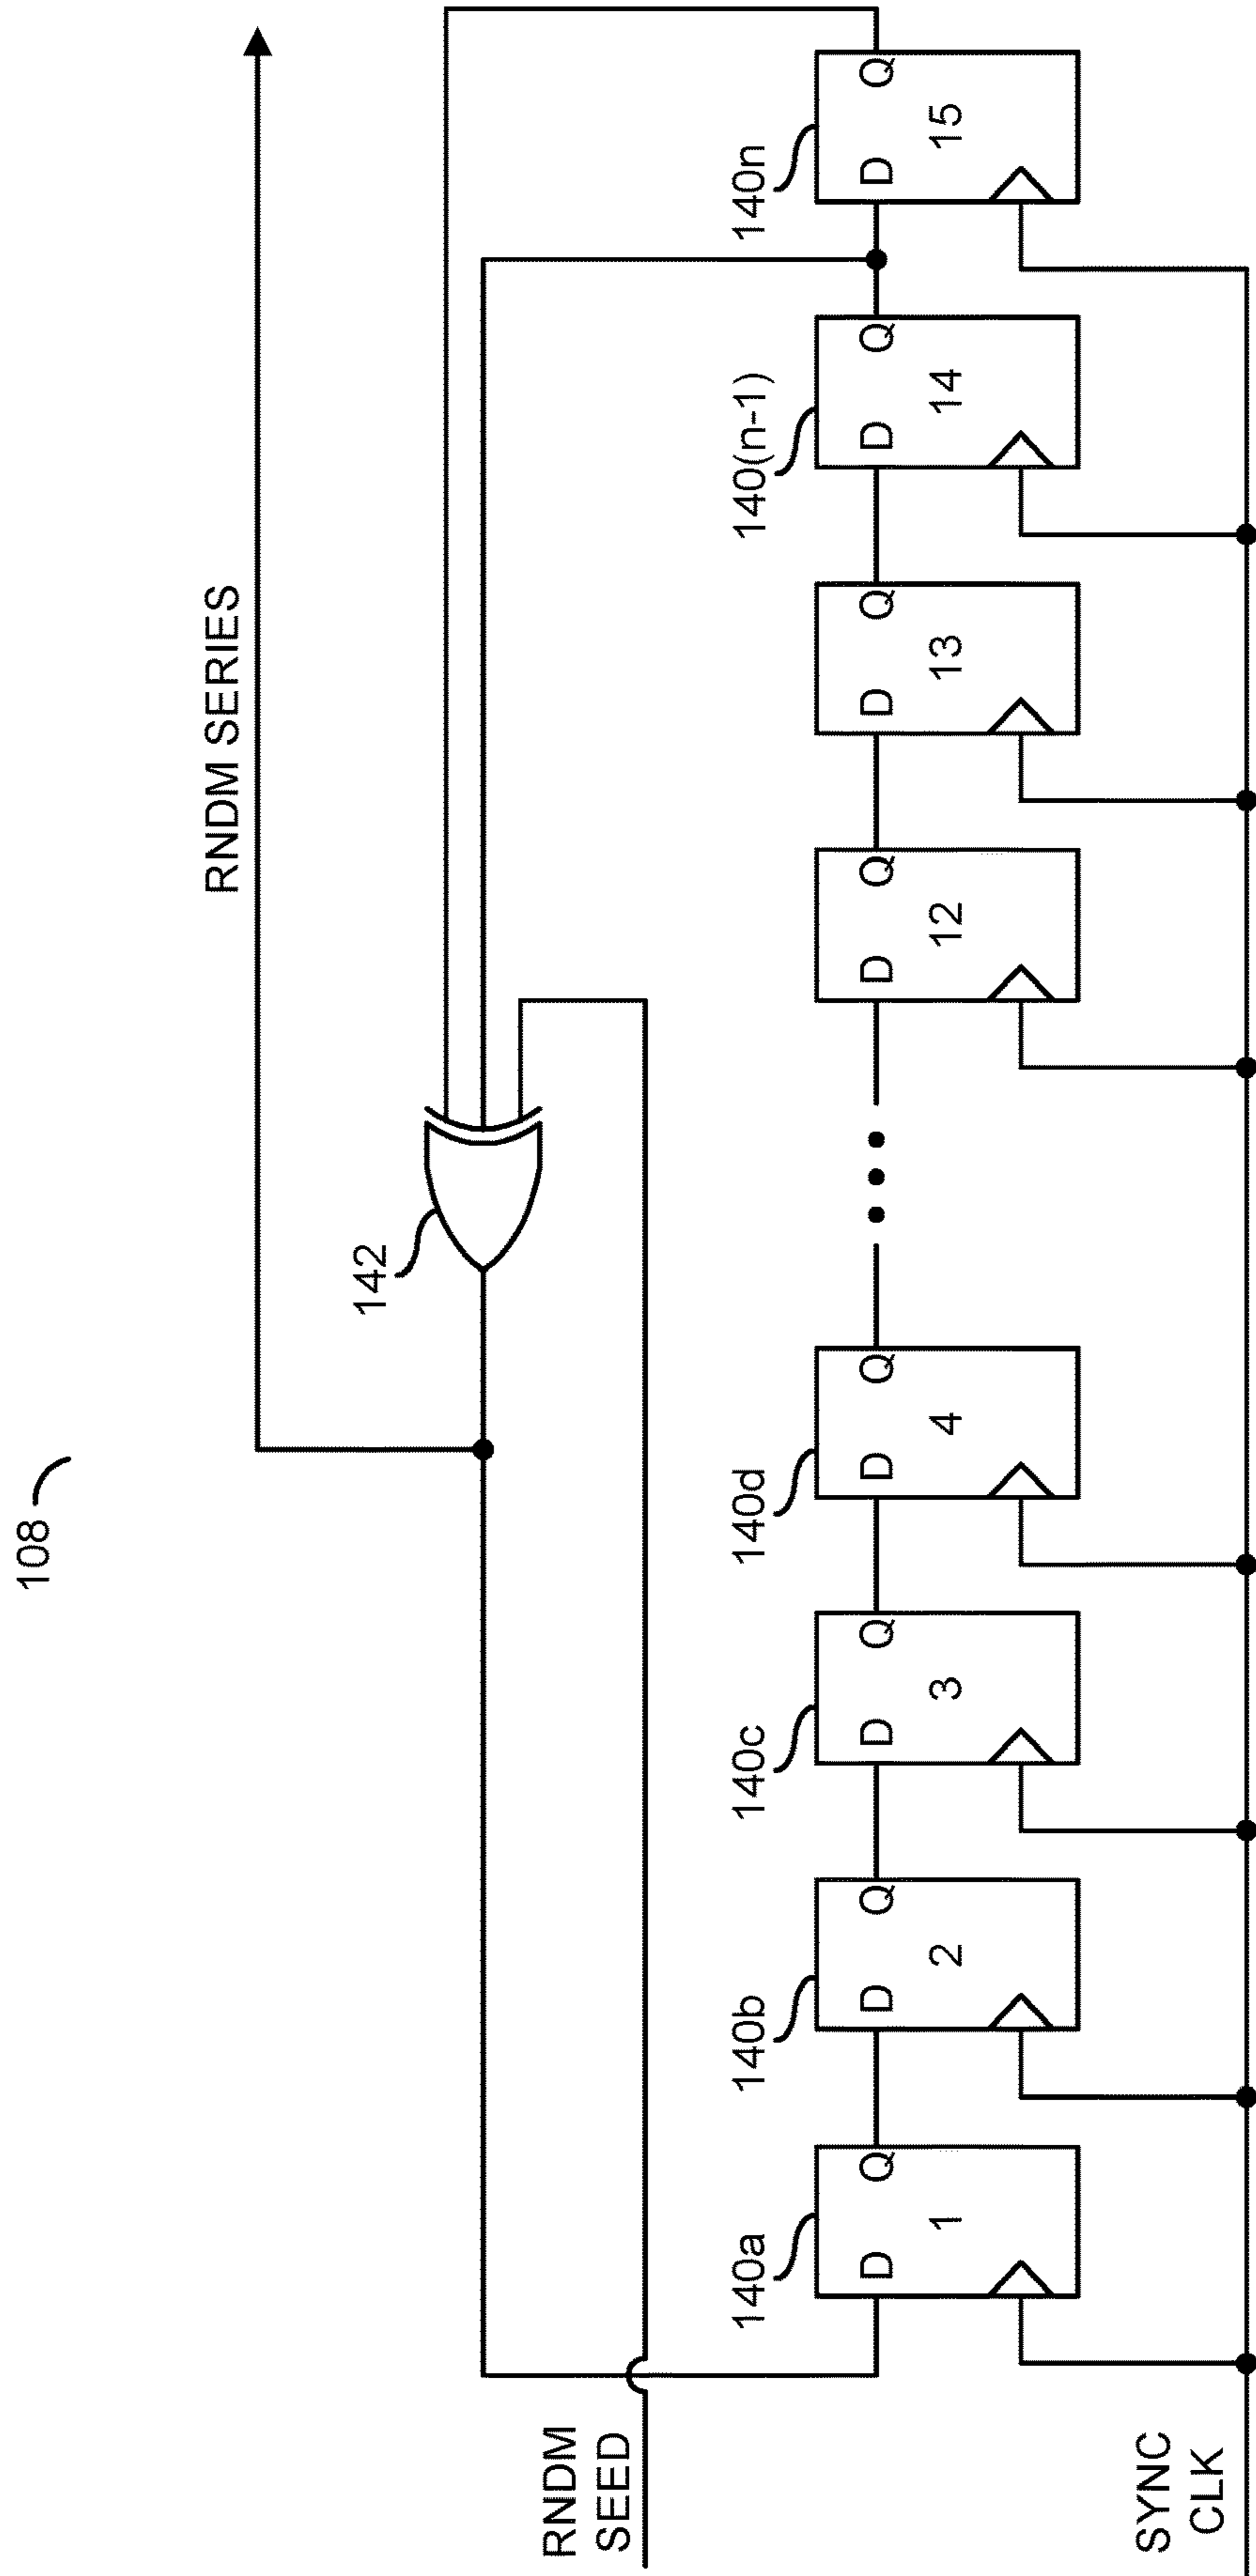 108
RNDM SERIES
142
RNDM
SEED
140a
140b
140c
140d
140(n-1)
140n
D Q
1
D Q
2
D Q
3
D Q
4
D Q
12
D Q
13
D Q
14
D Q
15
SYNC
CLK